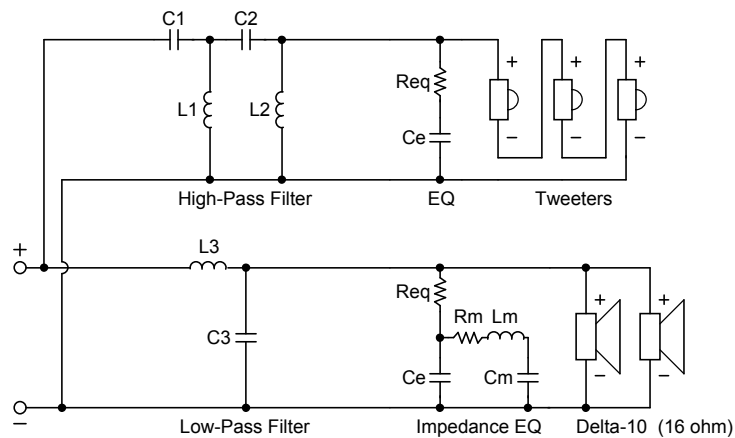 C1
C2
+ + +
Req
L1
L2
Ce
− − −
High-Pass Filter EQ Tweeters
+
L3
Req
+ +
Rm Lm
C3
Ce
Cm
− −
−
Low-Pass Filter Impedance EQ Delta-10 (16 ohm)